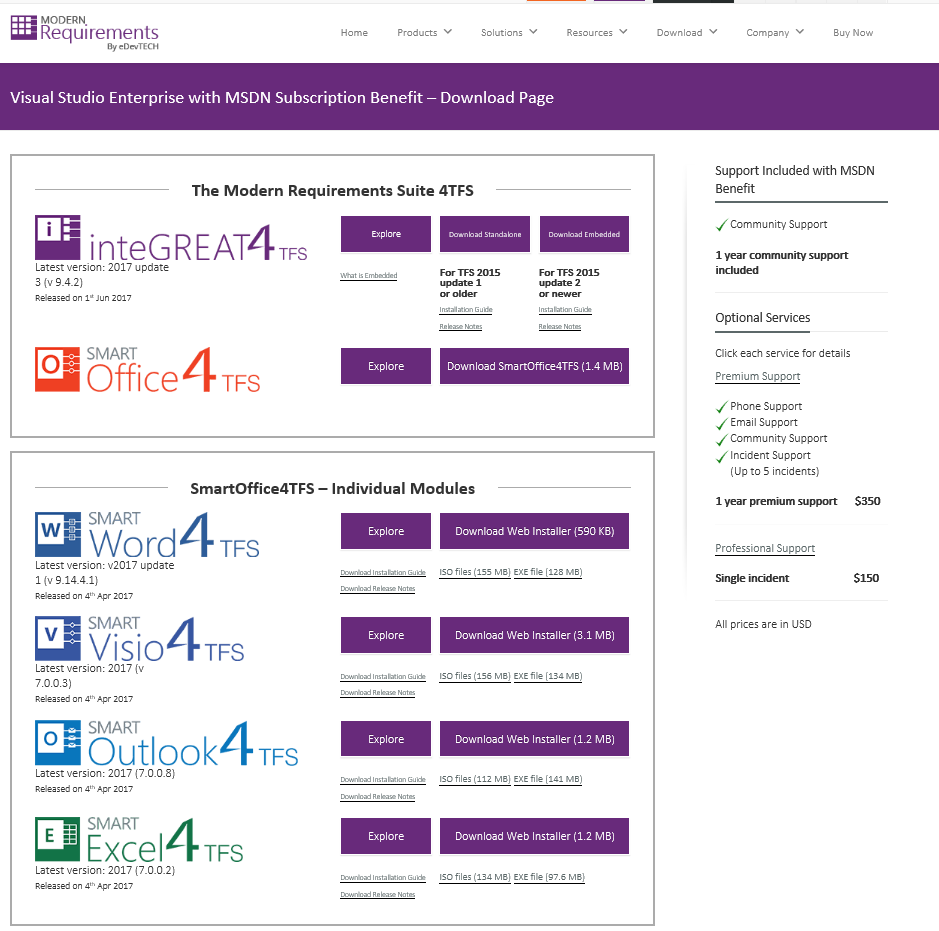 MODERN
Requirements
By eDevTECH
Home Products Solutions Resources Download Company Buy Now
Visual Studio Enterprise with MSDN Subscription Benefit – Download Page
The Modern Requirements Suite 4TFS
inteGREAT4 TFS
Latest version: 2017 update
3 (v 9.4.2)
Released on 1st Jun 2017
Explore
Download Standalone
Download Embedded
What is Embedded
For TFS 2015
update 1
or older
Installation Guide
Release Notes
For TFS 2015
update 2
or newer
Installation Guide
Release Notes
SMART
Office4 TFS
Explore
Download SmartOffice4TFS (1.4 MB)
SmartOffice4TFS – Individual Modules
W
SMART
Word4 TFS
Latest version: v2017 update
1 (v 9.14.4.1)
Released on 4th Apr 2017
Explore
Download Web Installer (590 KB)
Download Installation Guide
Download Release Notes
ISO files (155 MB) EXE file (128 MB)
V
SMART
Visio4 TFS
Latest version: 2017 (v
7.0.0.3)
Released on 4th Apr 2017
Explore
Download Web Installer (3.1 MB)
Download Installation Guide
Download Release Notes
ISO files (156 MB) EXE file (134 MB)
O
SMART
Outlook4 TFS
Latest version: 2017 (7.0.0.8)
Released on 4th Apr 2017
Explore
Download Web Installer (1.2 MB)
Download Installation Guide
Download Release Notes
ISO files (112 MB) EXE file (141 MB)
E
SMART
Excel4 TFS
Latest version: 2017 (7.0.0.2)
Released on 4th Apr 2017
Explore
Download Web Installer (1.2 MB)
Download Installation Guide
Download Release Notes
ISO files (134 MB) EXE file (97.6 MB)
Support Included with MSDN
Benefit
Community Support
1 year community support
included
Optional Services
Click each service for details
Premium Support
Phone Support
Email Support
Community Support
Incident Support
(Up to 5 incidents)
1 year premium support $350
Professional Support
Single incident $150
All prices are in USD